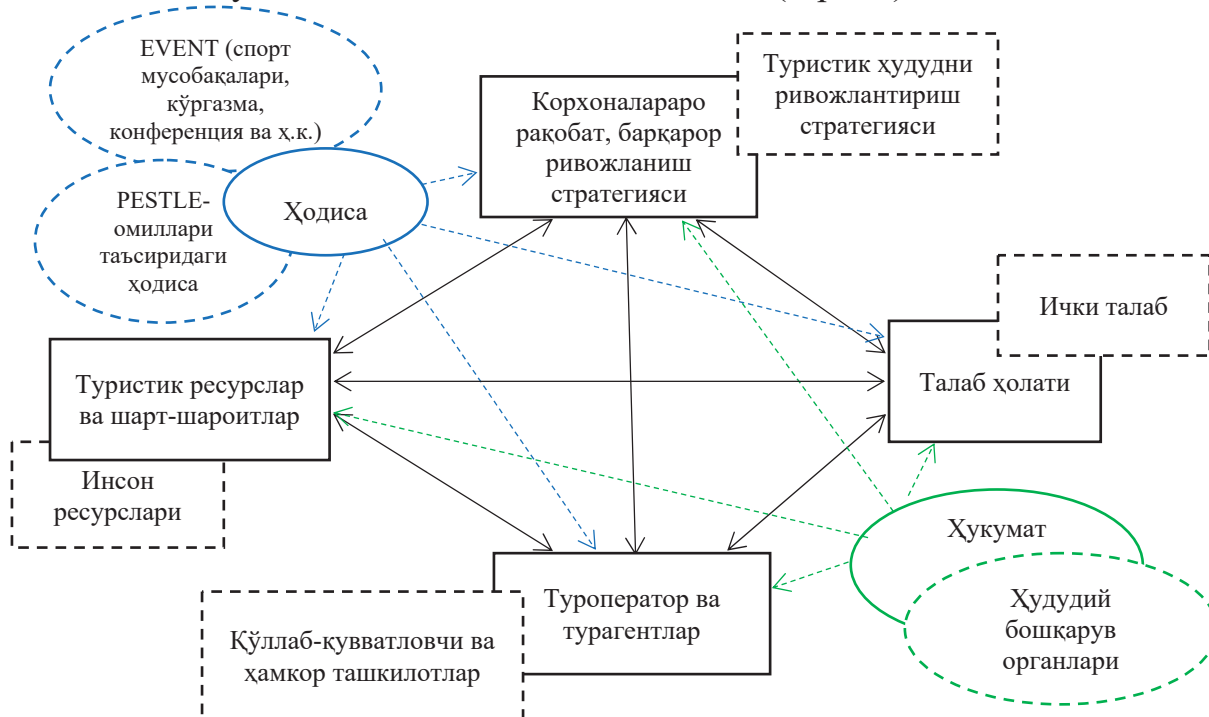 EVENT (спорт
мусобақалари,
кўргазма,
конференция ва ҳ.к.)
PESTLE-
омиллари
таъсиридаги
ҳодиса
Ҳодиса
Корхоналараро
рақобат, барқарор
ривожланиш
стратегияси
Туристик ҳудудни
ривожлантириш
стратегияси
Ички талаб
Талаб ҳолати
Туристик ресурслар
ва шарт-шароитлар
Инсон
ресурслари
Туроператор ва
турагентлар
Қўллаб-қувватловчи ва
ҳамкор ташкилотлар
Ҳукумат
Ҳудудий
бошқарув
органлари